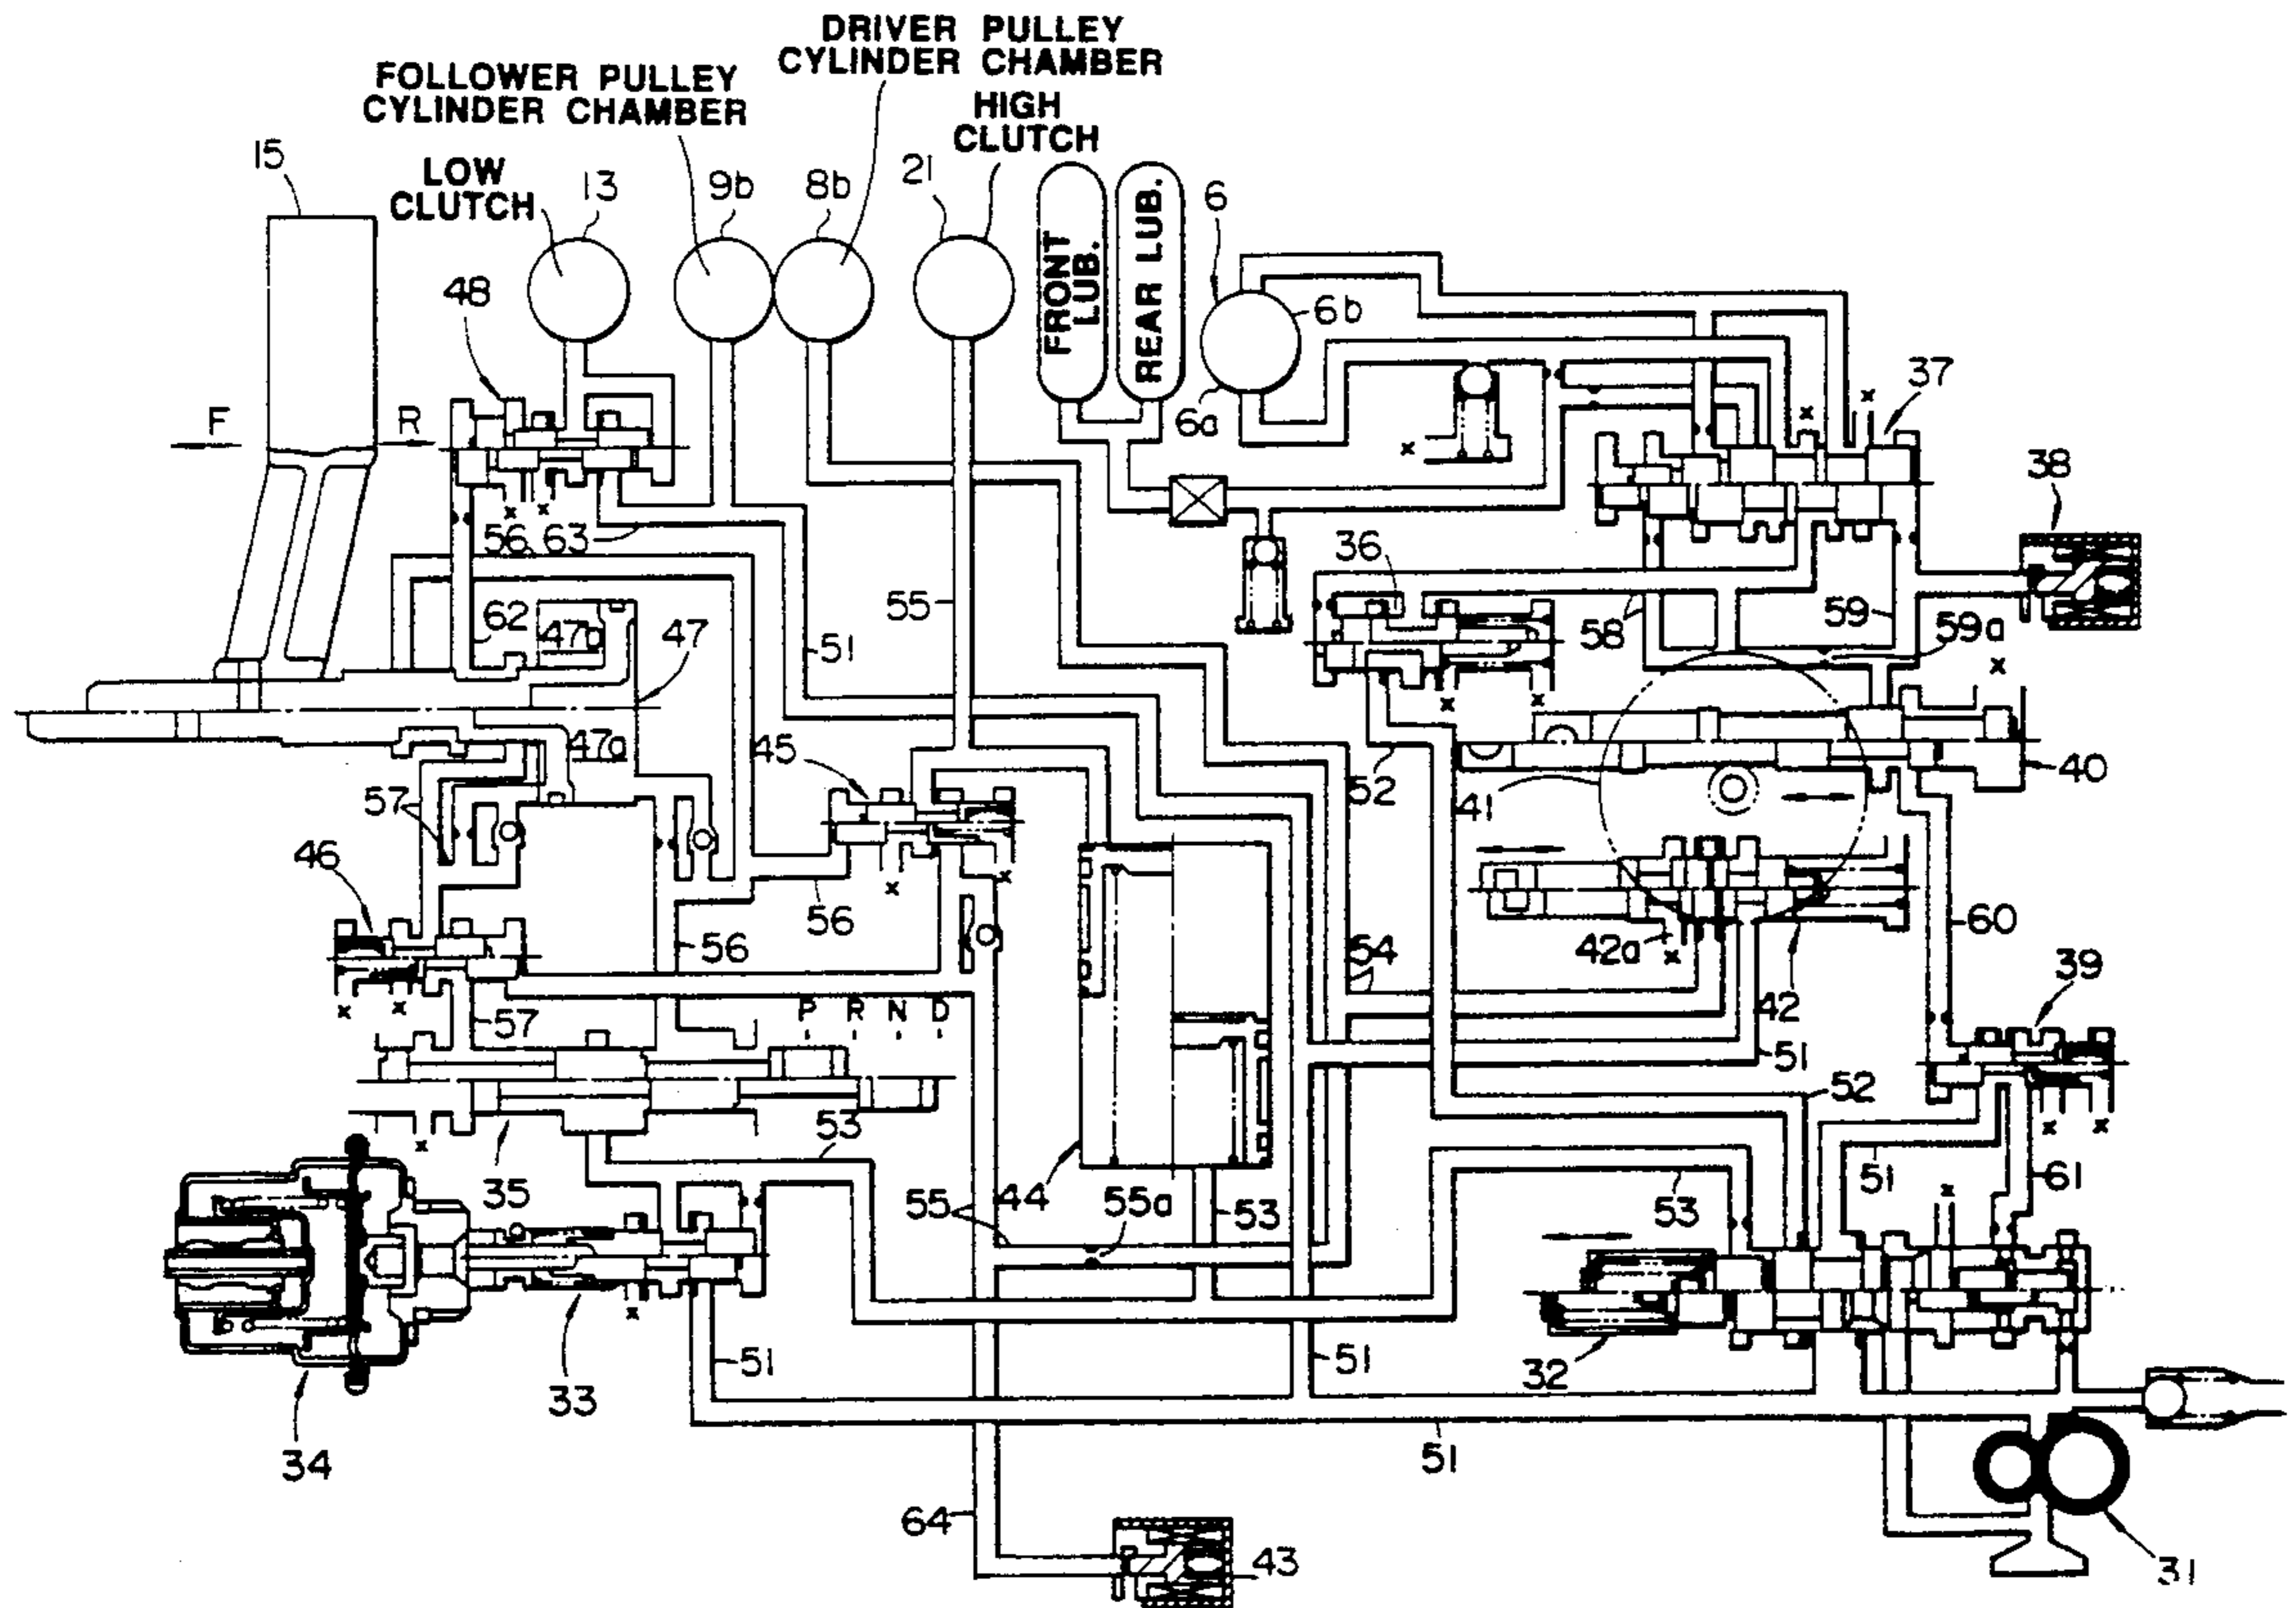 DRIVER PULLEY
CYLINDER CHAMBER
FOLLOWER PULLEY
CYLINDER CHAMBER
HIGH
CLUTCH
LOW
CLUTCH
15
13
9b
8b
21
6
FRONT
LUB.
REAR LUB.
48
6b
6a
37
F
R
x
x
x
x
x
38
56
63
36
55
62
47b
47
51
58
59
59a
x
x
x
47a
45
52
41
40
57
46
x
x
56
56
54
42a
x
60
39
x
x
57
P
R
N
D
42
51
52
x
x
x
53
35
44
55
55a
53
53
51
61
x
33
x
34
51
51
32
51
64
43
31